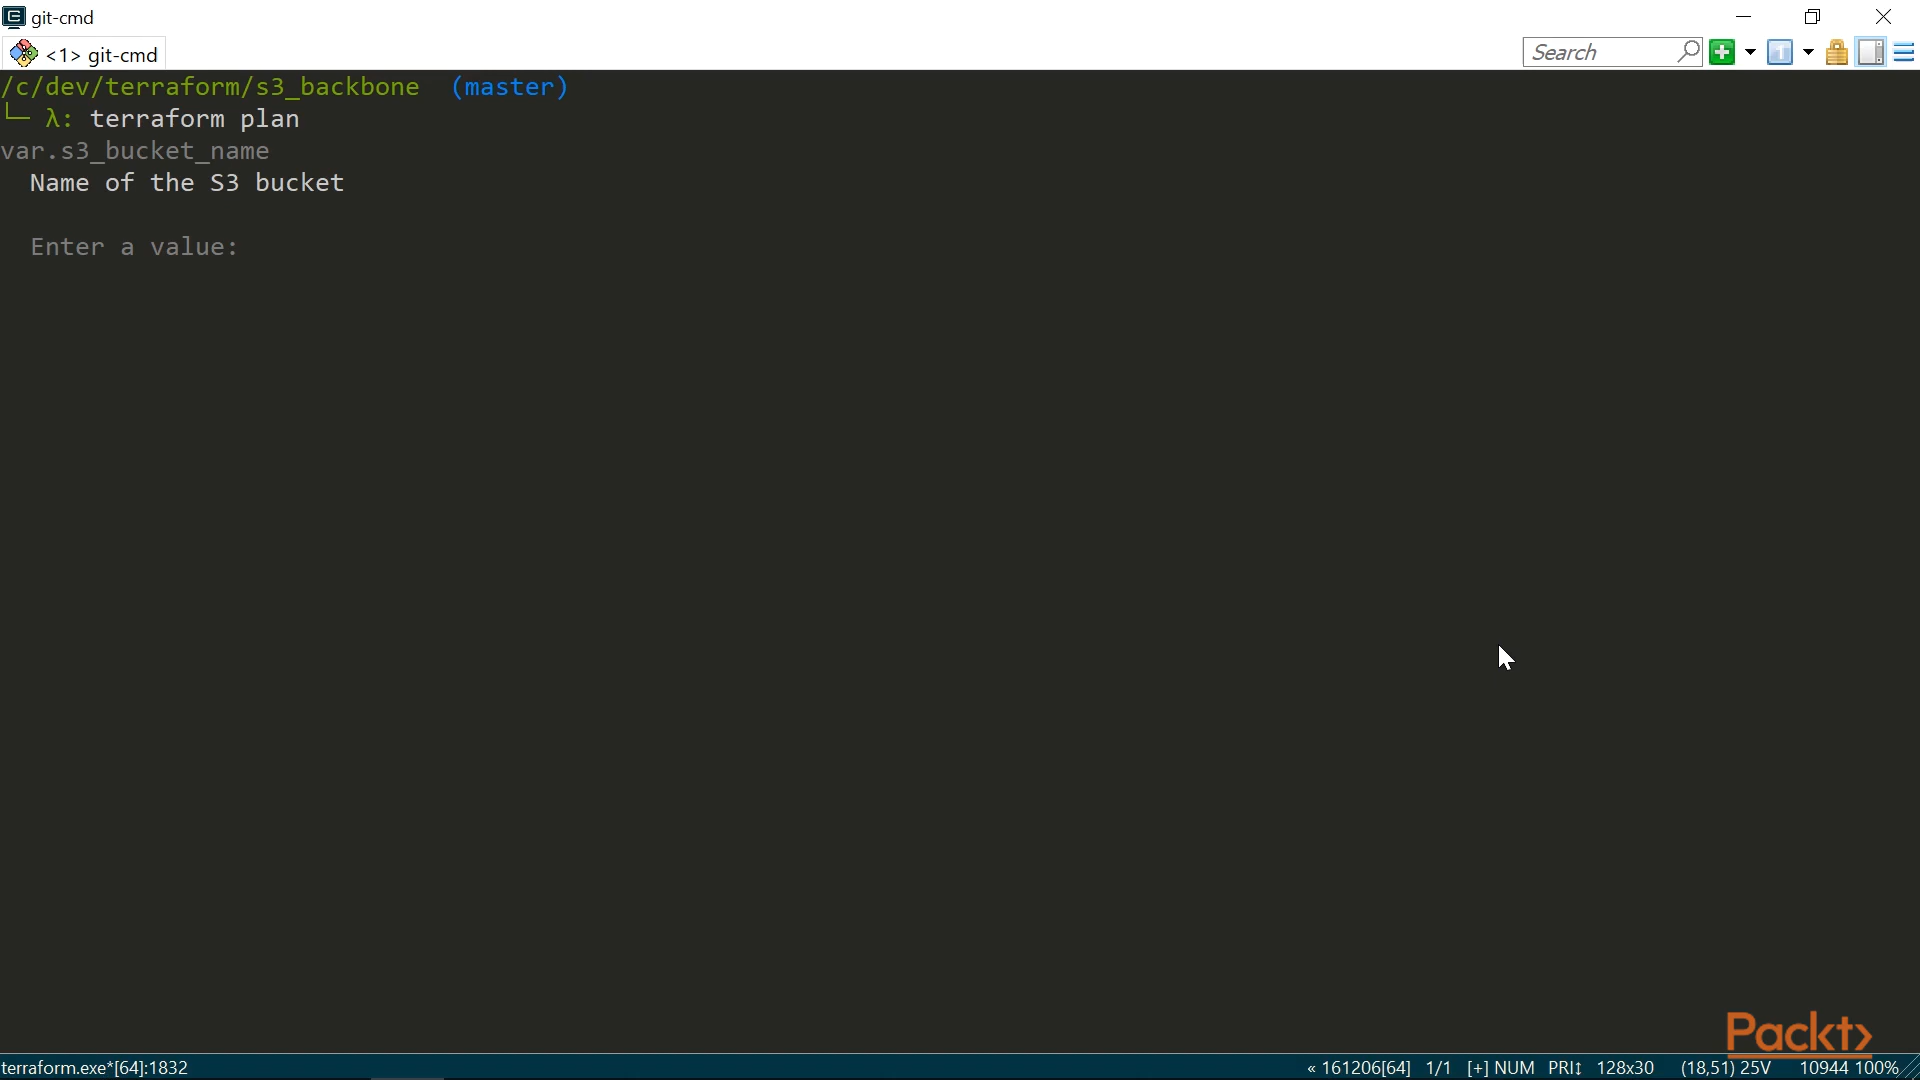 git-cmd
<1> git-cmd
Search
/c/dev/terraform/s3_backbone (master)
└─ λ: terraform plan
var.s3_bucket_name
Name of the S3 bucket
Enter a value:
Packt>
terraform.exe*[64]:1832
« 161206[64] 1/1 [+] NUM PRI↕ 128x30 (18,51) 25V 10944 100%